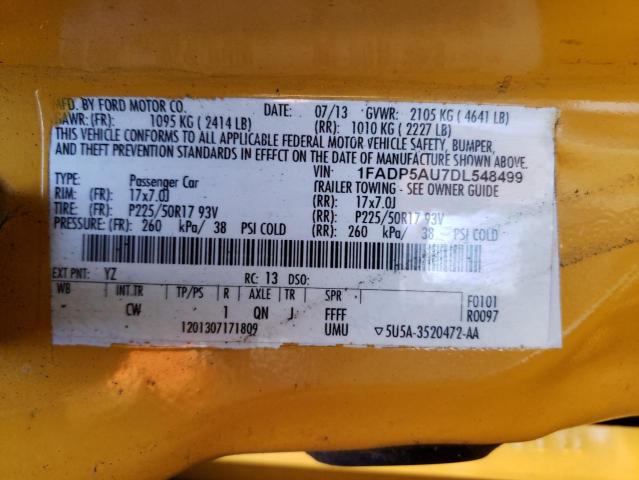 MFD. BY FORD MOTOR CO. DATE: 07/13 GVWR: 2105 KG ( 4641 LB)
GAWR: (FR): 1095 KG ( 2414 LB) (RR): 1010 KG ( 2227 LB)
THIS VEHICLE CONFORMS TO ALL APPLICABLE FEDERAL MOTOR VEHICLE SAFETY, BUMPER,
AND THEFT PREVENTION STANDARDS IN EFFECT ON THE DATE OF MANUFACTURE SHOWN ABOVE.
VIN: 1FADP5AU7DL548499
TYPE: Passenger Car TRAILER TOWING - SEE OWNER GUIDE
RIM: (FR) 17x7.0J (RR): 17x7.0J
TIRE: (FR) P225/50R17 93V (RR): P225/50R17 93V
PRESSURE: (FR) 260 kPa/ 38 PSI COLD (RR): 260 kPa/ 38 PSI COLD
EXT PNT: YZ RC: 13 DSO:
WB INT.TR TP/PS R AXLE TR SPR F0101
CW 1 QN J FFFF R0097
1201307171809 UMU ▽5U5A-3520472-AA